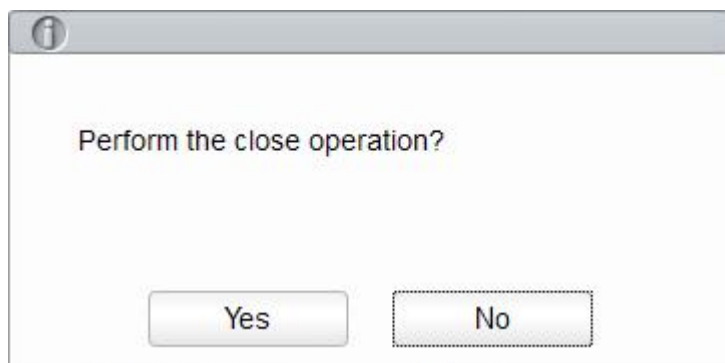 Perform the close operation?
Yes No